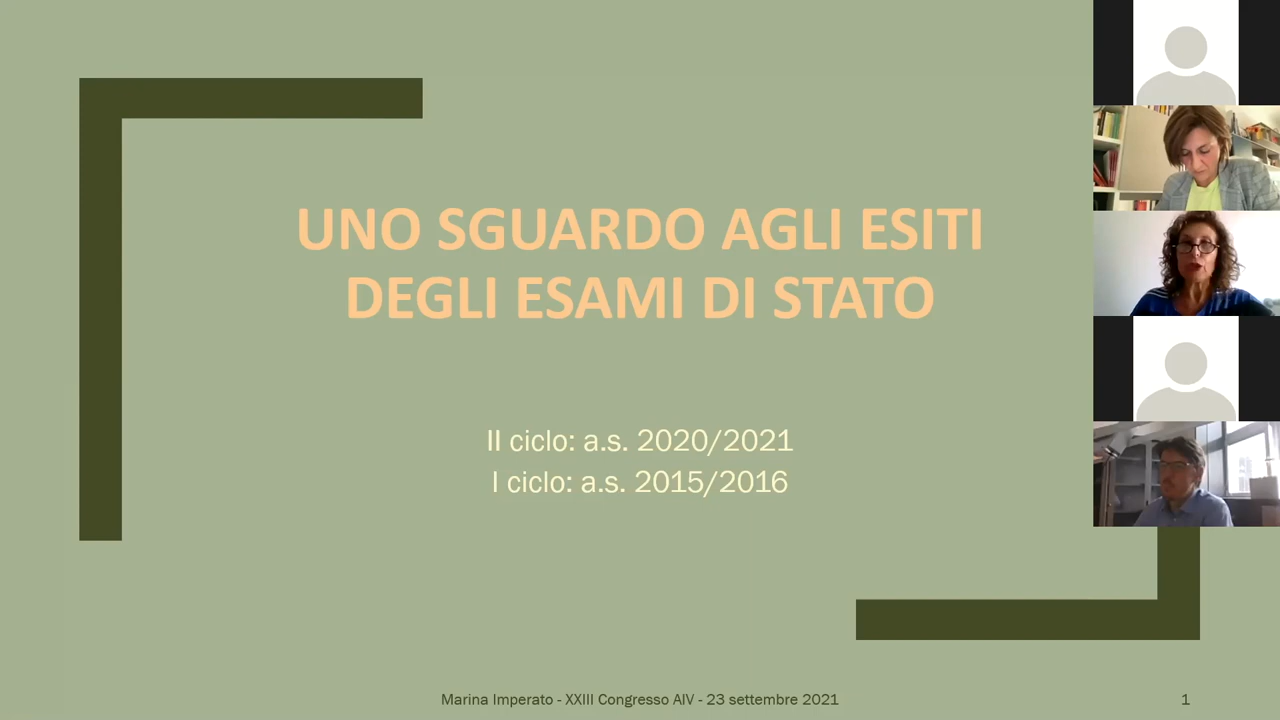 UNO SGUARDO AGLI ESITI
DEGLI ESAMI DI STATO
II ciclo: a.s. 2020/2021
I ciclo: a.s. 2015/2016
Marina Imperato - XXIII Congresso AIV - 23 settembre 2021
1